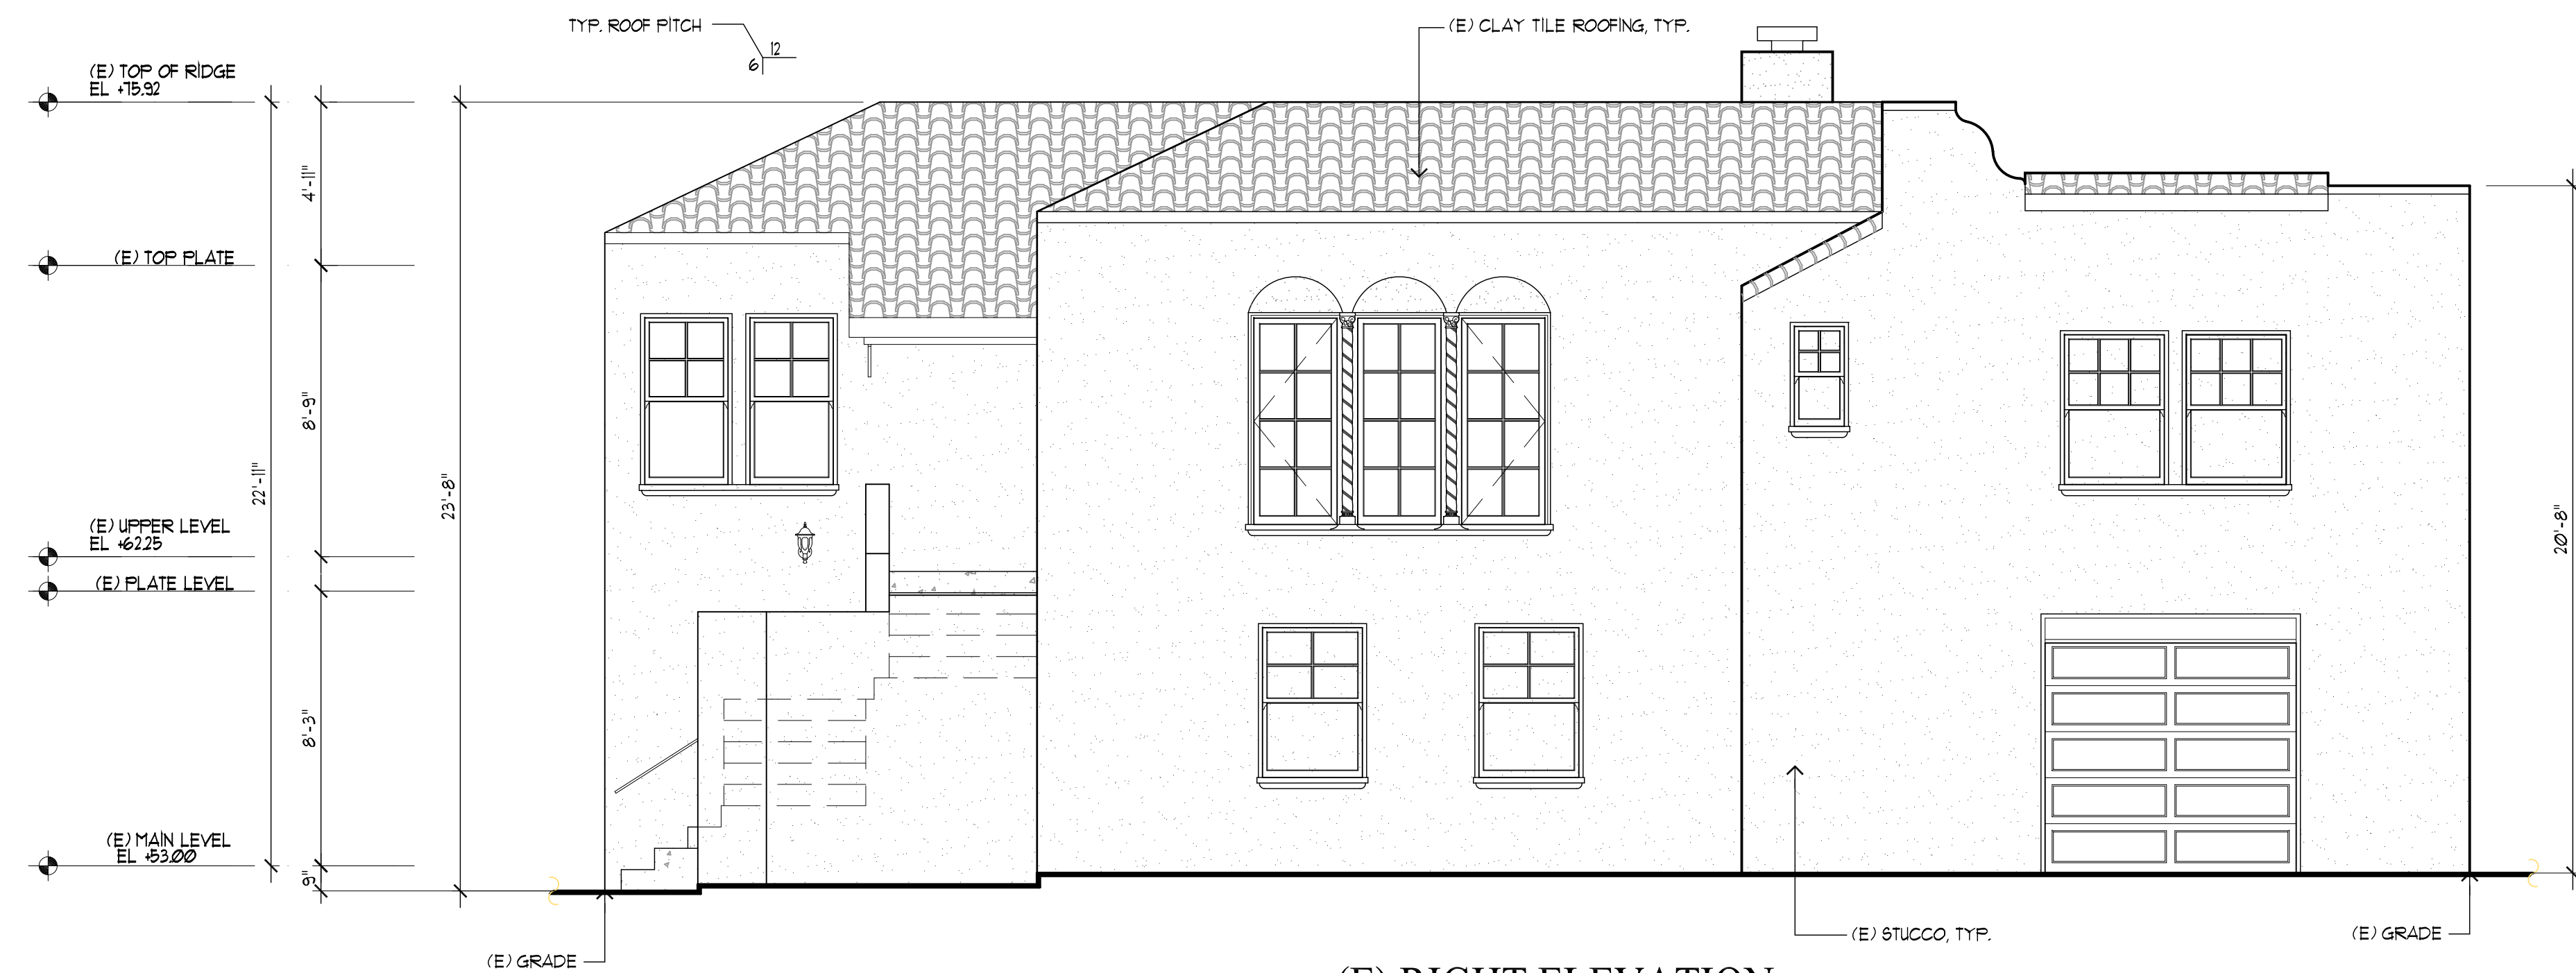 TYP. ROOF PITCH
12
6
(E) CLAY TILE ROOFING, TYP.
(E) TOP OF RIDGE
EL +75.92
4'-11"
(E) TOP PLATE
8'-9"
22'-11"
23'-8"
20'-8"
(E) UPPER LEVEL
EL +62.25
(E) PLATE LEVEL
8'-3"
(E) MAIN LEVEL
EL +53.00
9"
(E) STUCCO, TYP.
(E) GRADE
(E) GRADE
(E) RIGHT ELEVATION